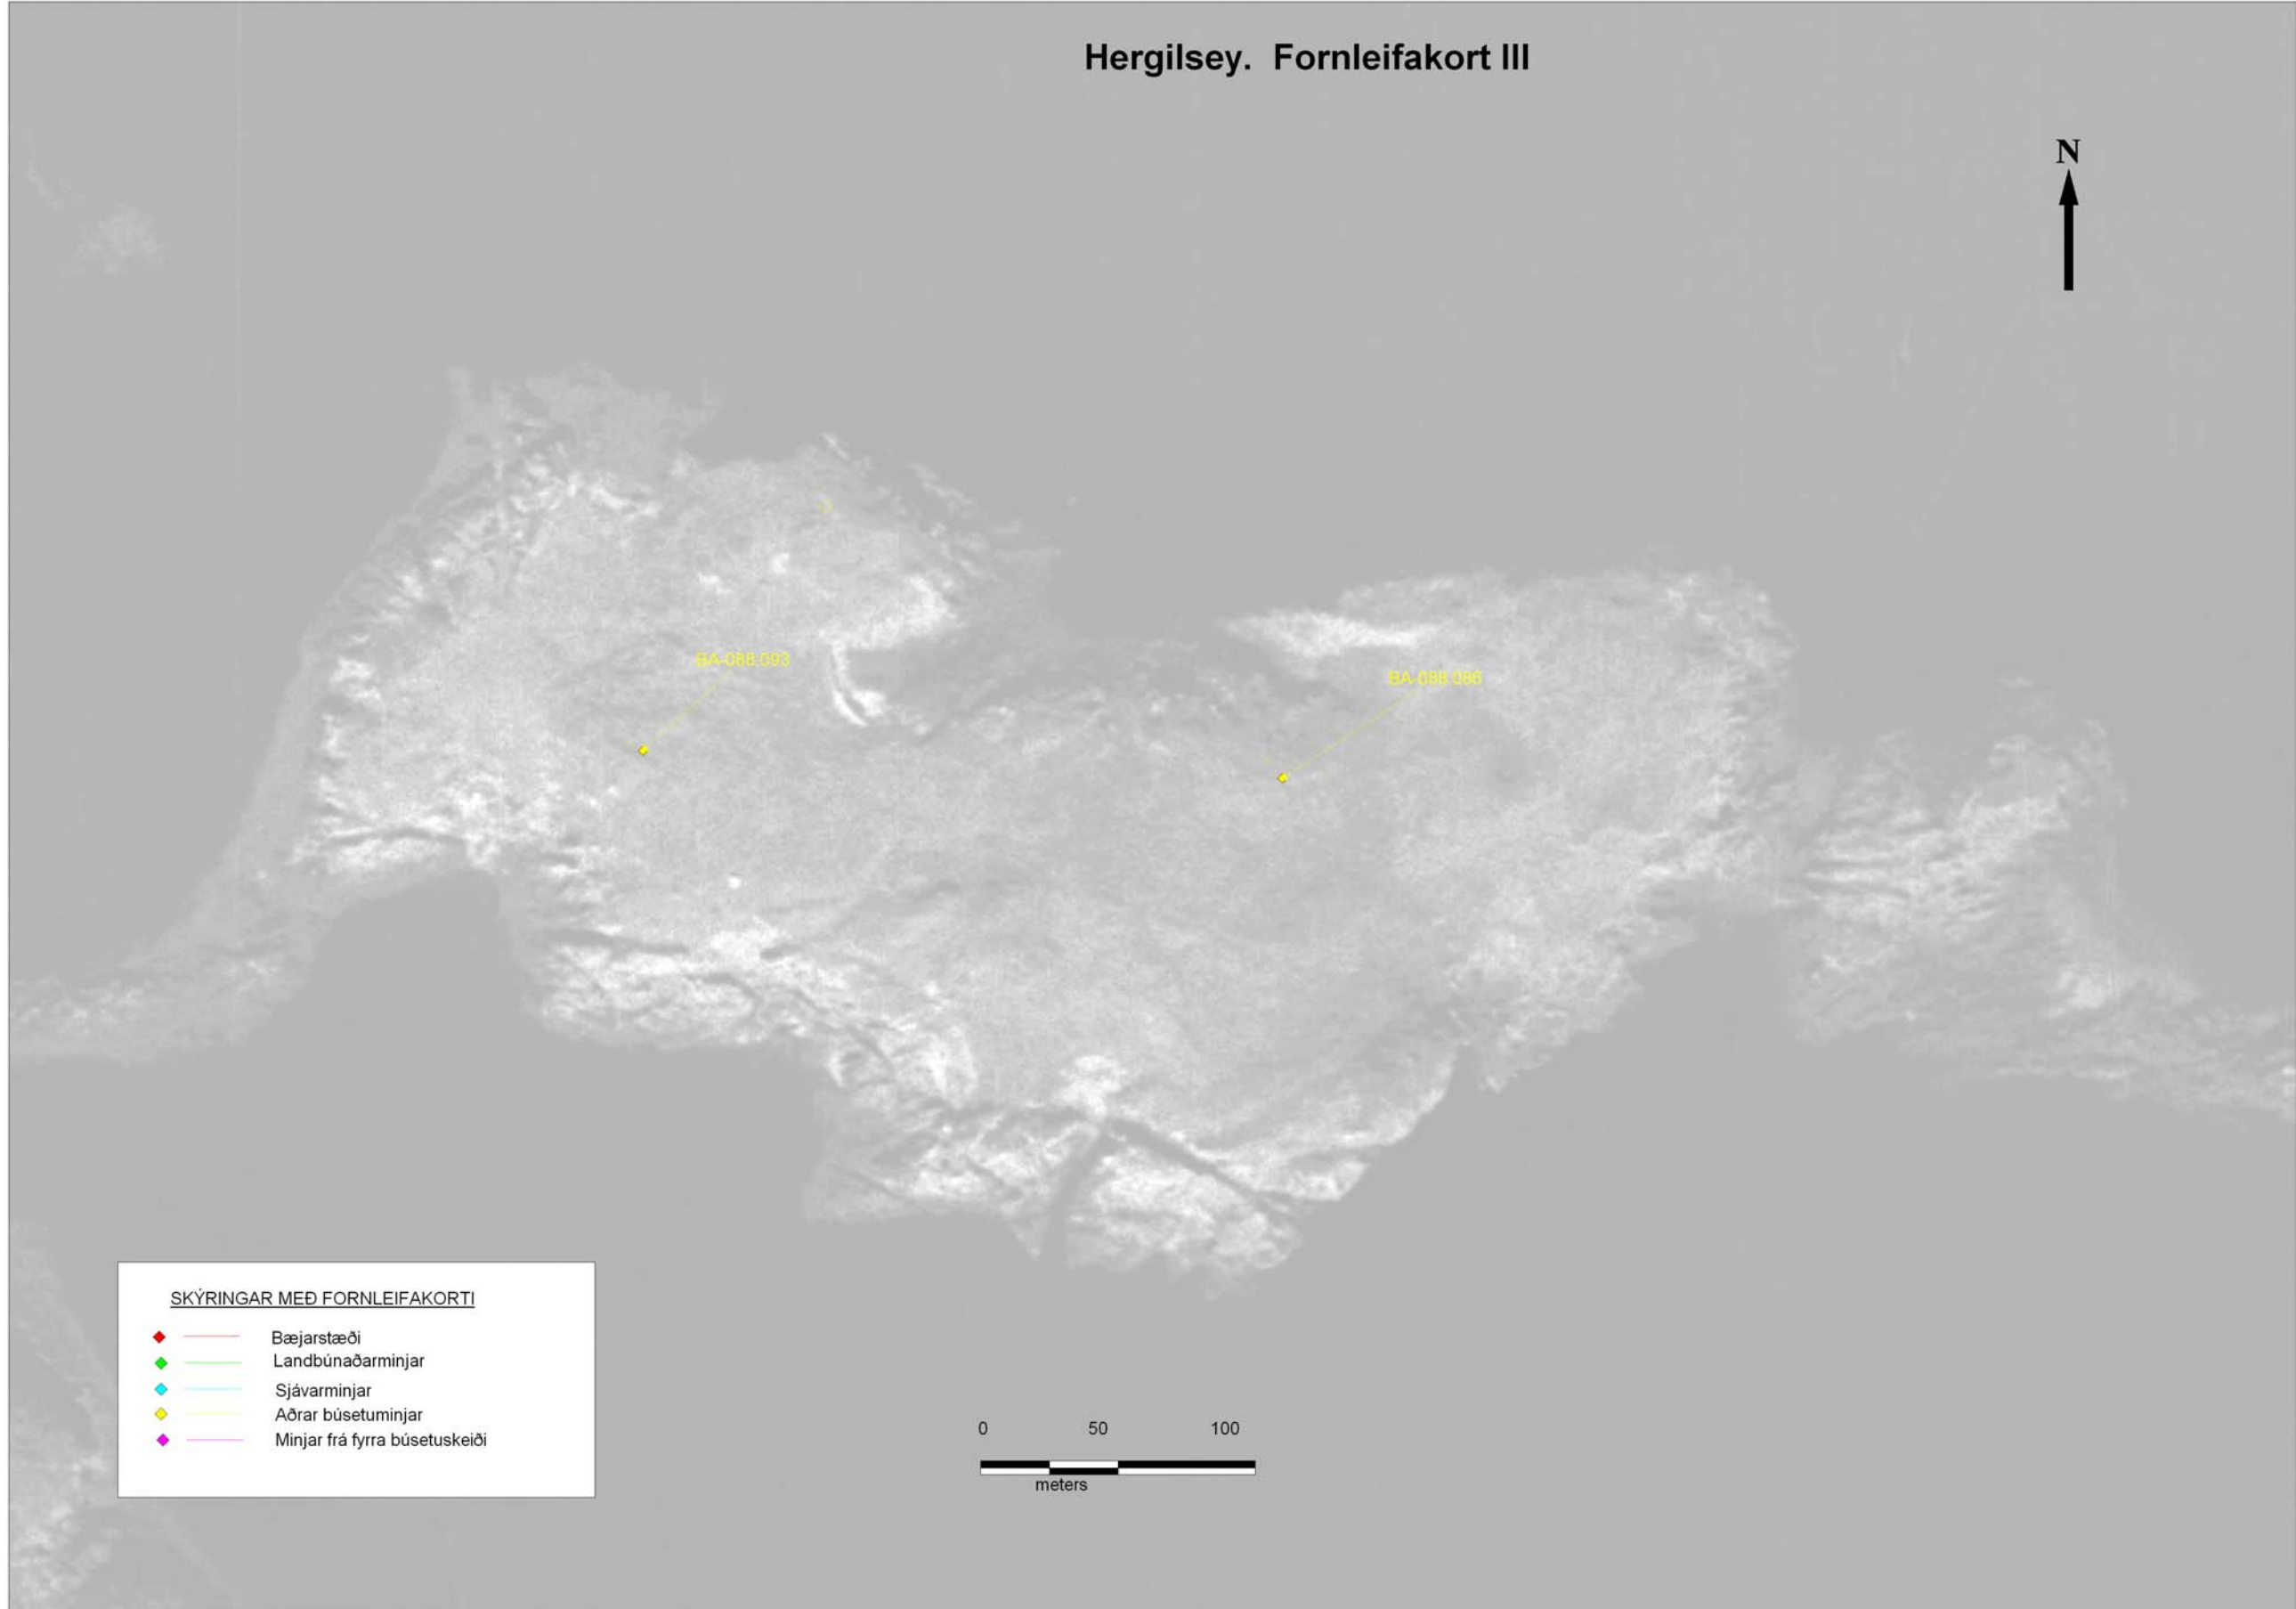 Hergilsey. Fornleifakort III
N
BA-088:093
BA-088:086
SKÝRINGAR MEÐ FORNLEIFAKORTI
Bæjarstæði
Landbúnaðarminjar
Sjávarminjar
Aðrar búsetuminjar
Minjar frá fyrra búsetuskeiði
0 50 100
meters